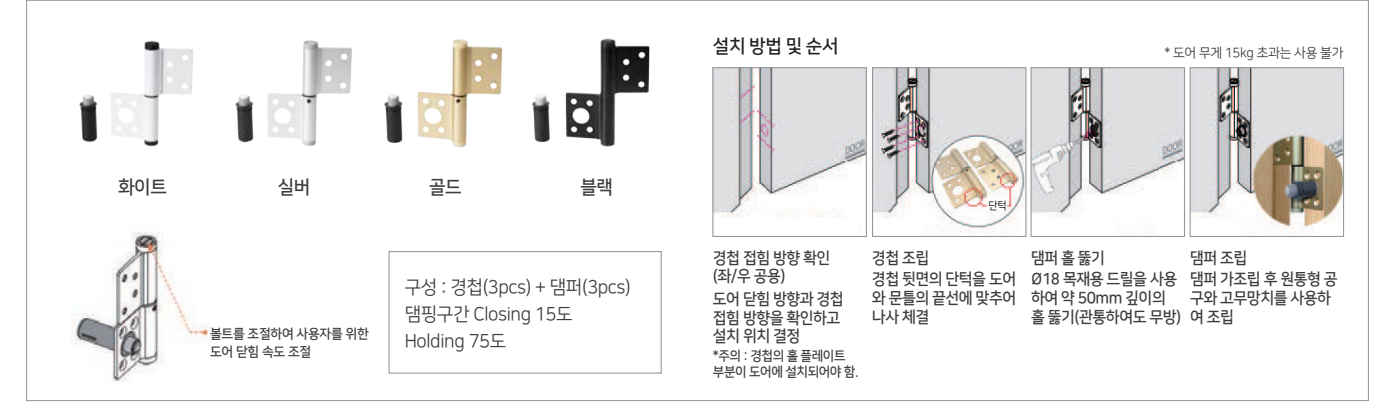 화이트
실버
골드
블랙
볼트를 조절하여 사용자를 위한
도어 닫힘 속도 조절
구성 : 경첩(3pcs) + 댐퍼(3pcs)
댐핑구간 Closing 15도
Holding 75도
설치 방법 및 순서
* 도어 무게 15kg 초과는 사용 불가
DOOR
단턱
DOOR
DOOR
경첩 접힘 방향 확인
(좌/우 공용)
도어 닫힘 방향과 경첩
접힘 방향을 확인하고
설치 위치 결정
*주의 : 경첩의 홀 플레이트
부분이 도어에 설치되어야 함.
경첩 조립
경첩 뒷면의 단턱을 도어
와 문틀의 끝선에 맞추어
나사 체결
댐퍼 홀 뚫기
Ø18 목재용 드릴을 사용
하여 약 50mm 깊이의
홀 뚫기(관통하여도 무방)
댐퍼 조립
댐퍼 가조립 후 원통형 공
구와 고무망치를 사용하
여 조립